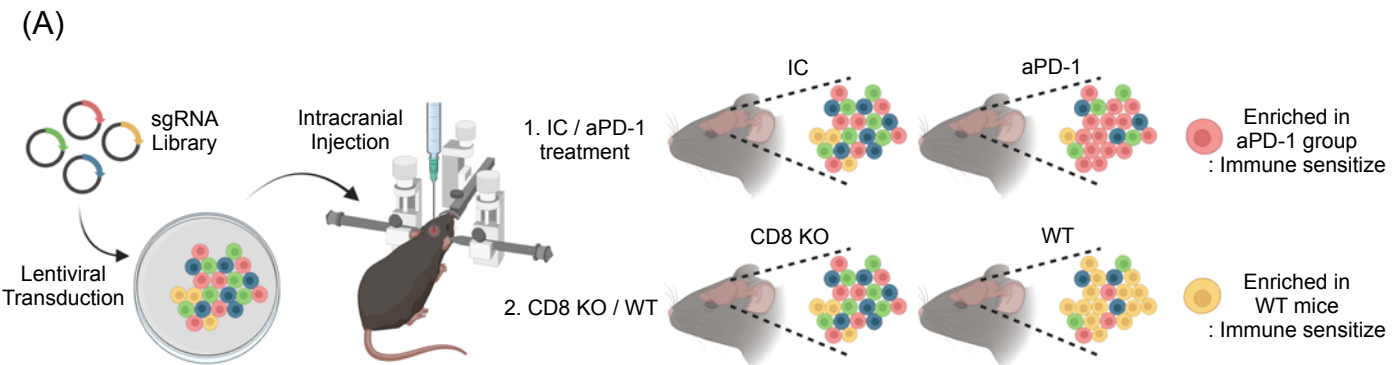 (A)
sgRNA
Library
Lentiviral
Transduction
Intracranial
Injection
1. IC / aPD-1
treatment
IC
aPD-1
Enriched in
aPD-1 group
: Immune sensitize
2. CD8 KO / WT
CD8 KO
WT
Enriched in
WT mice
: Immune sensitize